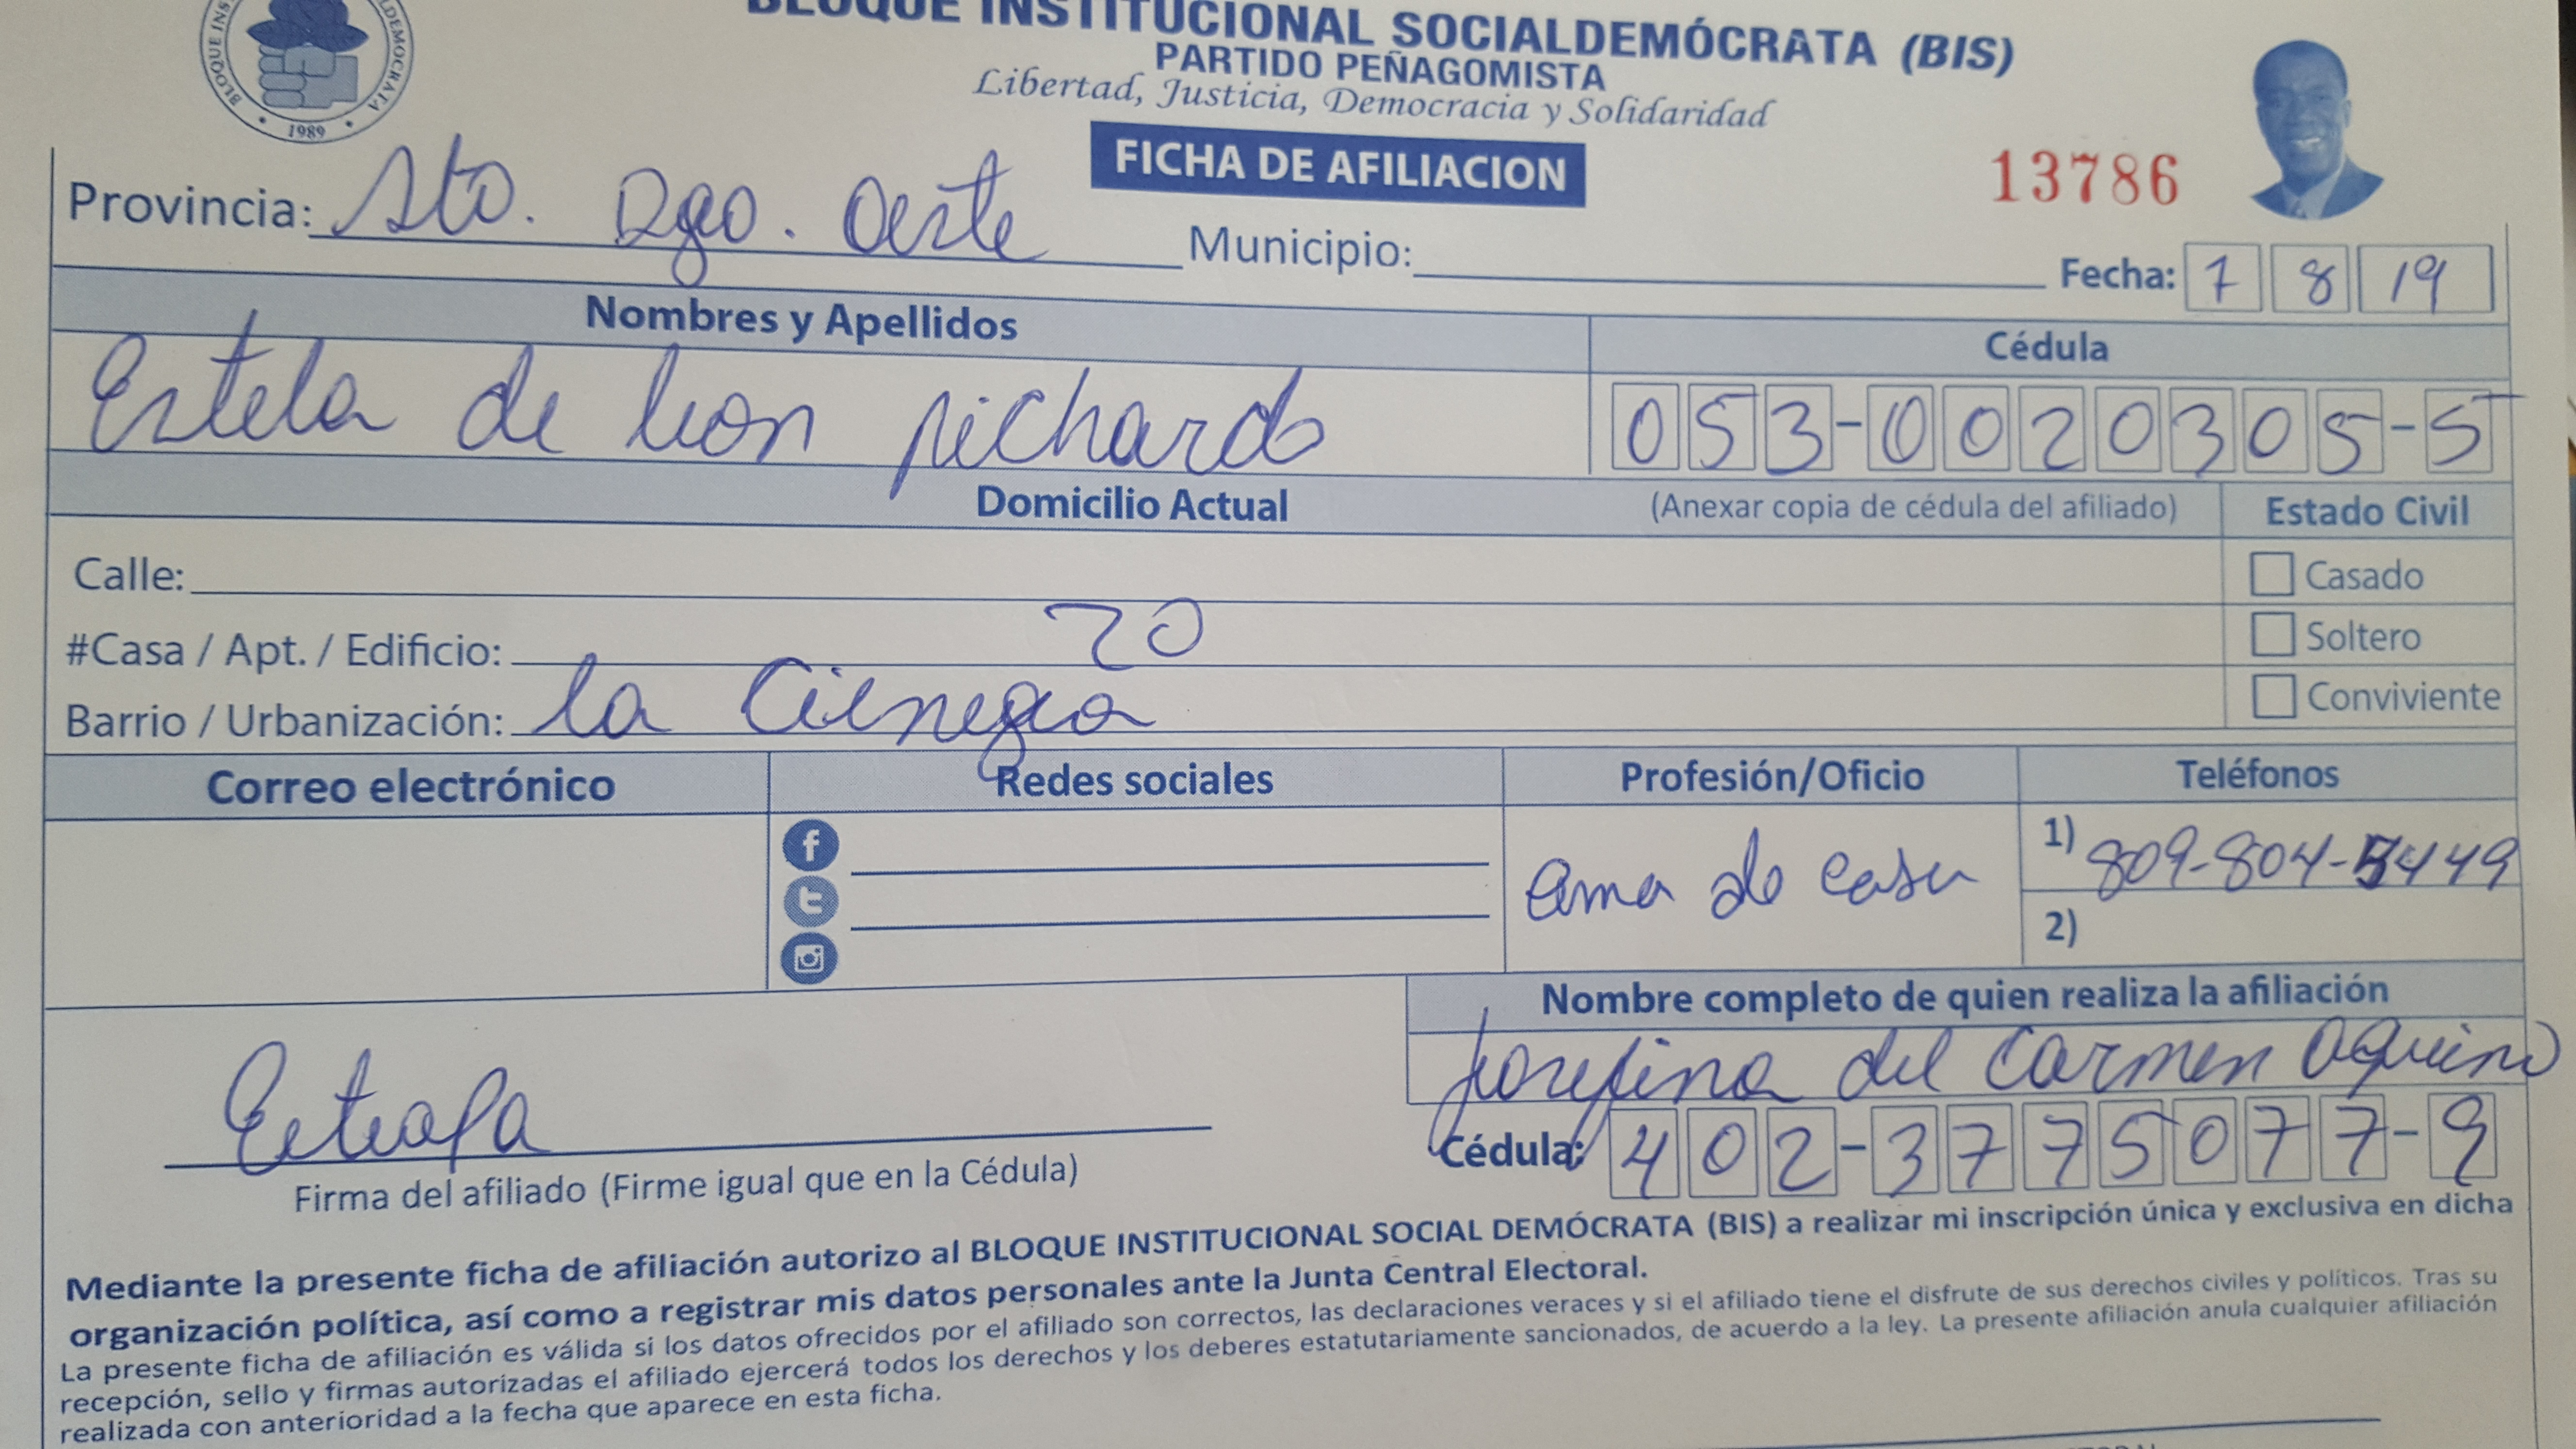 BLOQUE INSTITUCIONAL SOCIALDEMÓCRATA (BIS)
PARTIDO PEÑAGOMISTA
Libertad, Justicia, Democracia y Solidaridad
1989
FICHA DE AFILIACION
13786
Provincia: Sto. Dgo. Oeste Municipio:
Fecha: 7 8 19
Nombres y Apellidos Cédula
Estela de leon richards 053-0020305-5
Domicilio Actual (Anexar copia de cédula del afiliado) Estado Civil
Calle: Casado
#Casa / Apt. / Edificio: 20 Soltero
Barrio / Urbanización: la Cienega Conviviente
Correo electrónico Redes sociales Profesión/Oficio Teléfonos
ama de casa 1) 809-804-5449
2)
Nombre completo de quien realiza la afiliación
Josefina del Carmen Aquino
Cédula: 402-3775077-9
Firma del afiliado (Firme igual que en la Cédula)
Mediante la presente ficha de afiliación autorizo al BLOQUE INSTITUCIONAL SOCIAL DEMÓCRATA (BIS) a realizar mi inscripción única y exclusiva en dicha
organización política, así como a registrar mis datos personales ante la Junta Central Electoral.
La presente ficha de afiliación es válida si los datos ofrecidos por el afiliado son correctos, las declaraciones veraces y si el afiliado tiene el disfrute de sus derechos civiles y políticos. Tras su
recepción, sello y firmas autorizadas el afiliado ejercerá todos los derechos y los deberes estatutariamente sancionados, de acuerdo a la ley. La presente afiliación anula cualquier afiliación
realizada con anterioridad a la fecha que aparece en esta ficha.